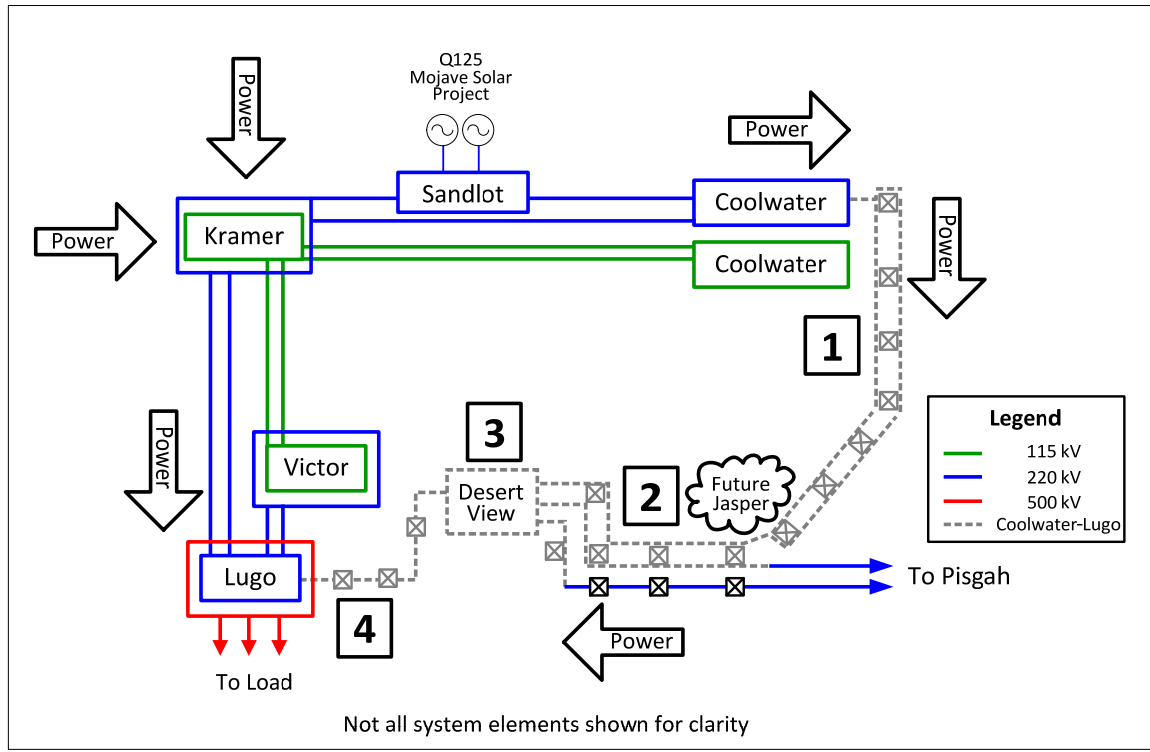 Q125
Mojave Solar
Project
Power
Power
Sandlot
Coolwater
Kramer
Power
Coolwater
Power
1
Legend
115 kV
220 kV
500 kV
Coolwater-Lugo
3
Power
Victor
Desert
View
2
Future
Jasper
Lugo
To Pisgah
4
Power
To Load
Not all system elements shown for clarity